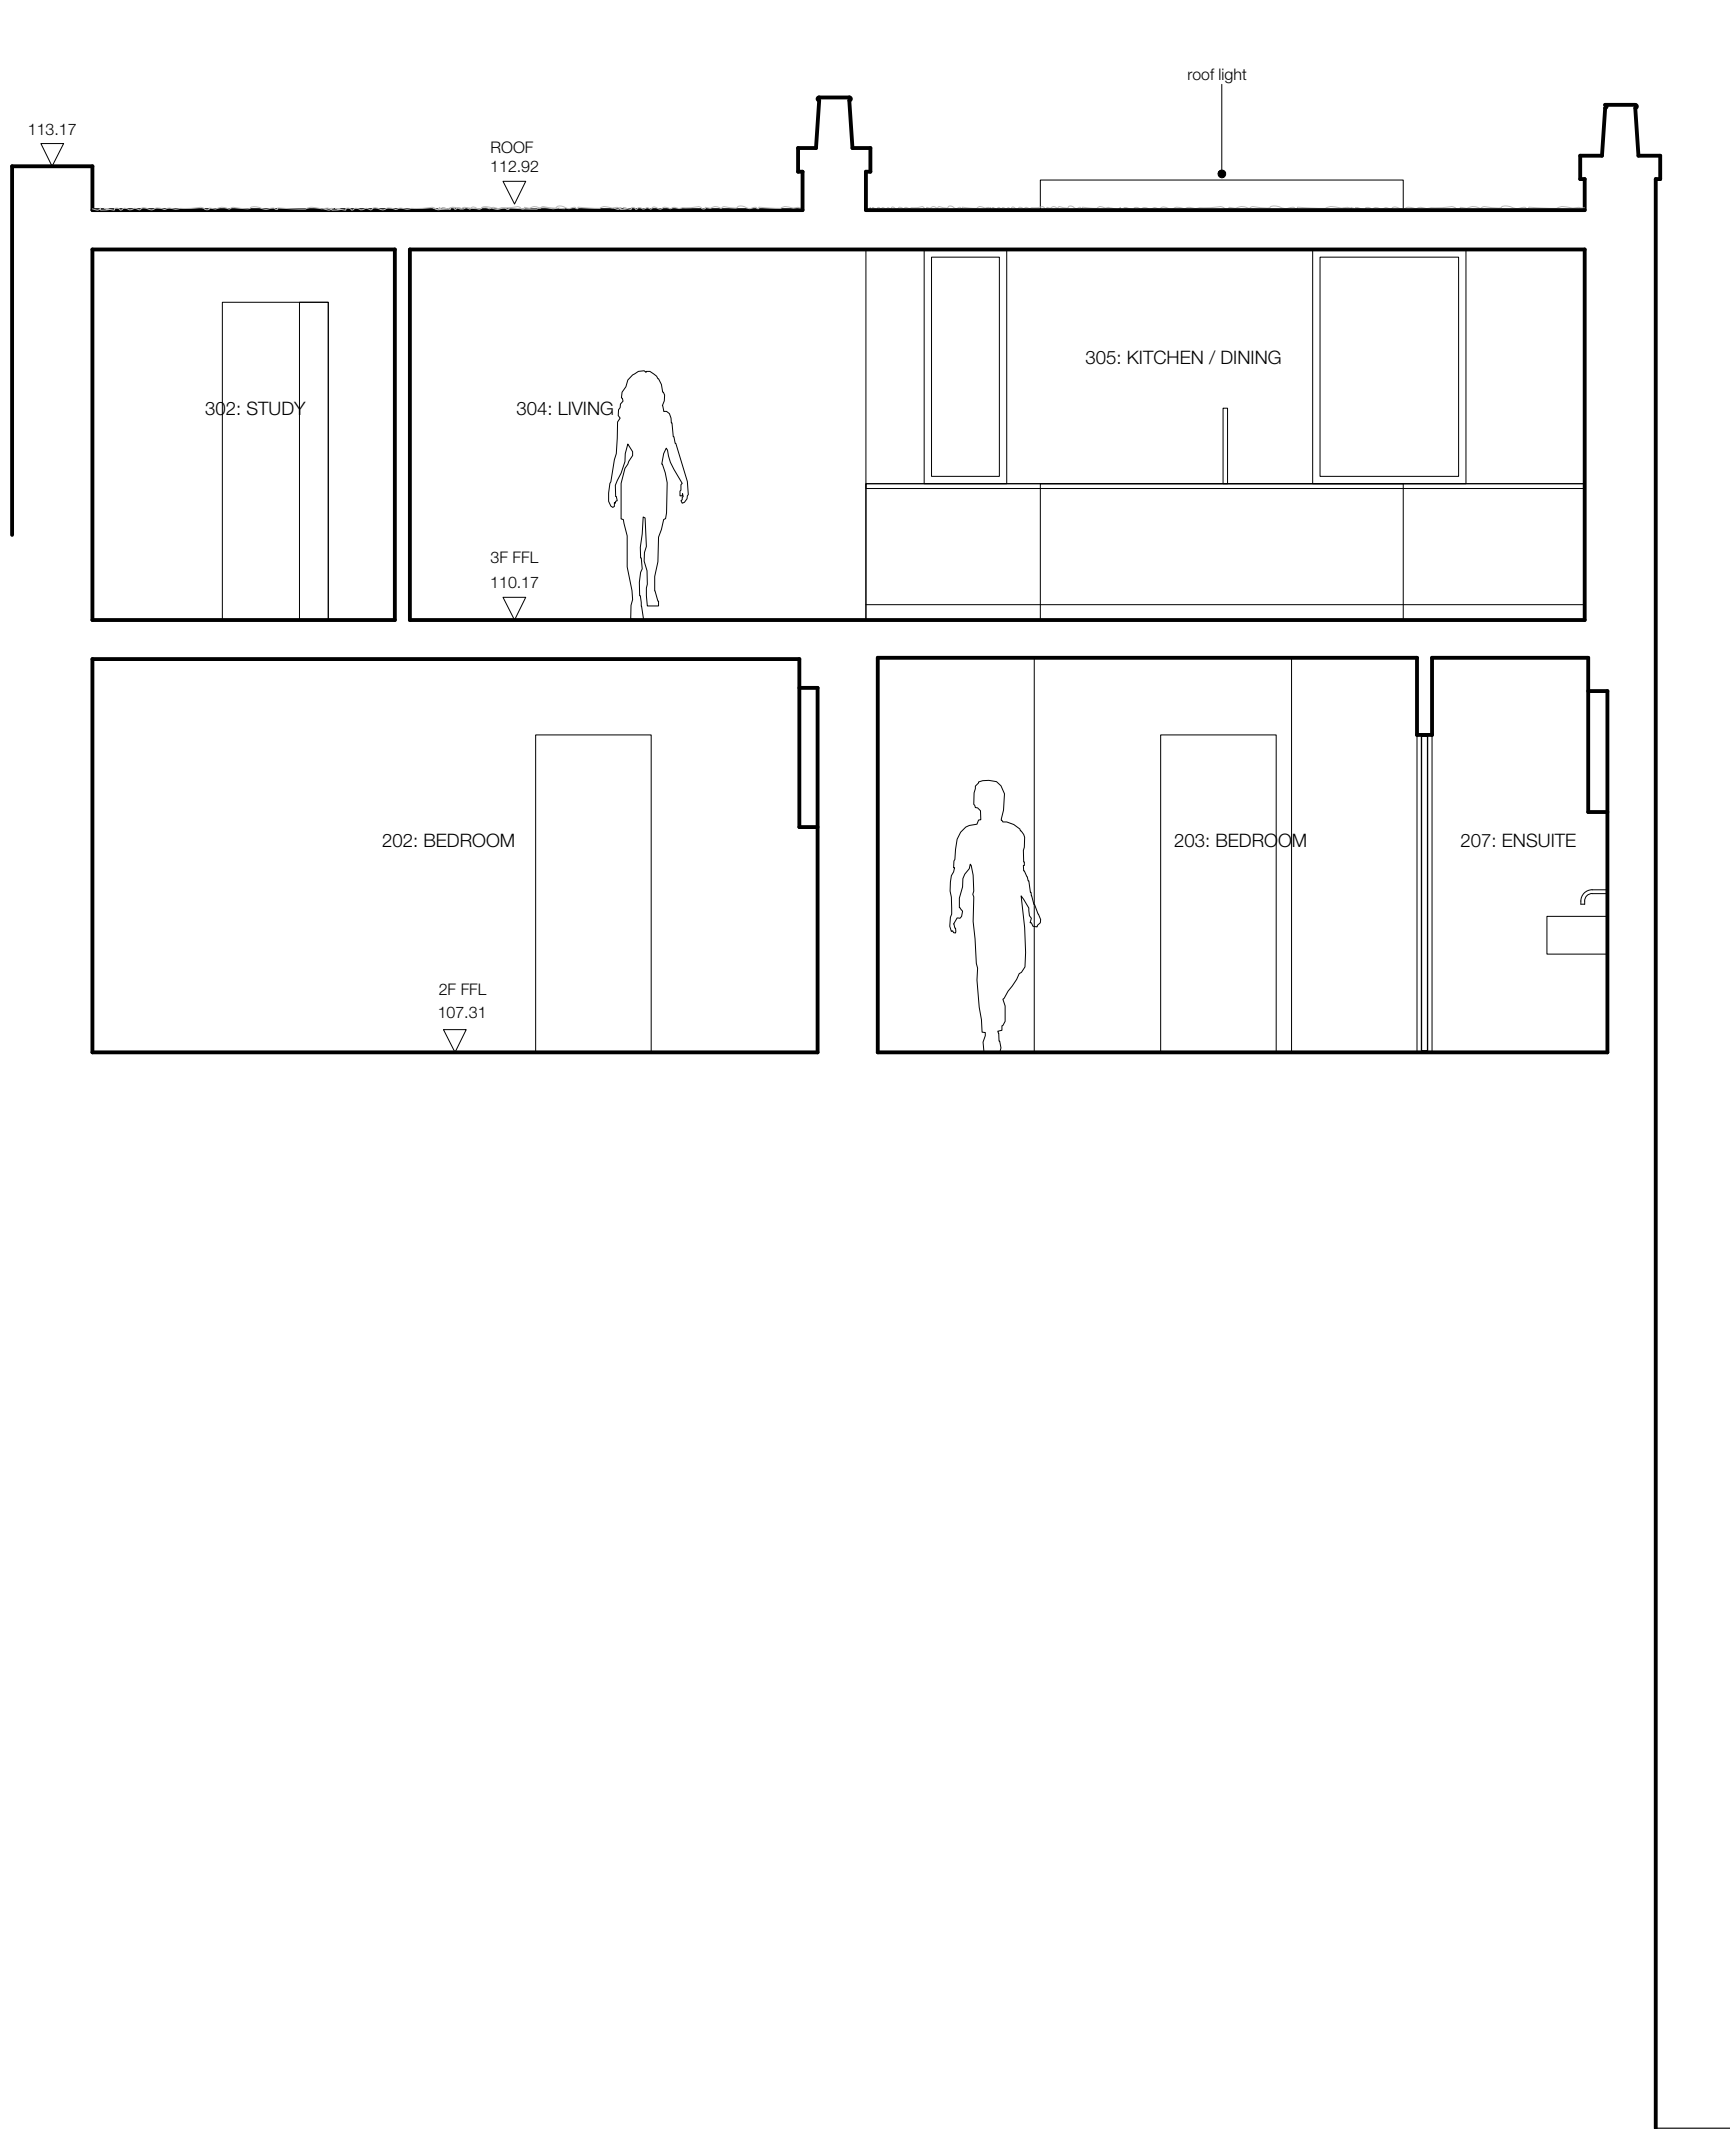 roof light
113.17
ROOF
112.92
305: KITCHEN / DINING
302: STUDY
304: LIVING
3F FFL
110.17
202: BEDROOM
203: BEDROOM
207: ENSUITE
2F FFL
107.31